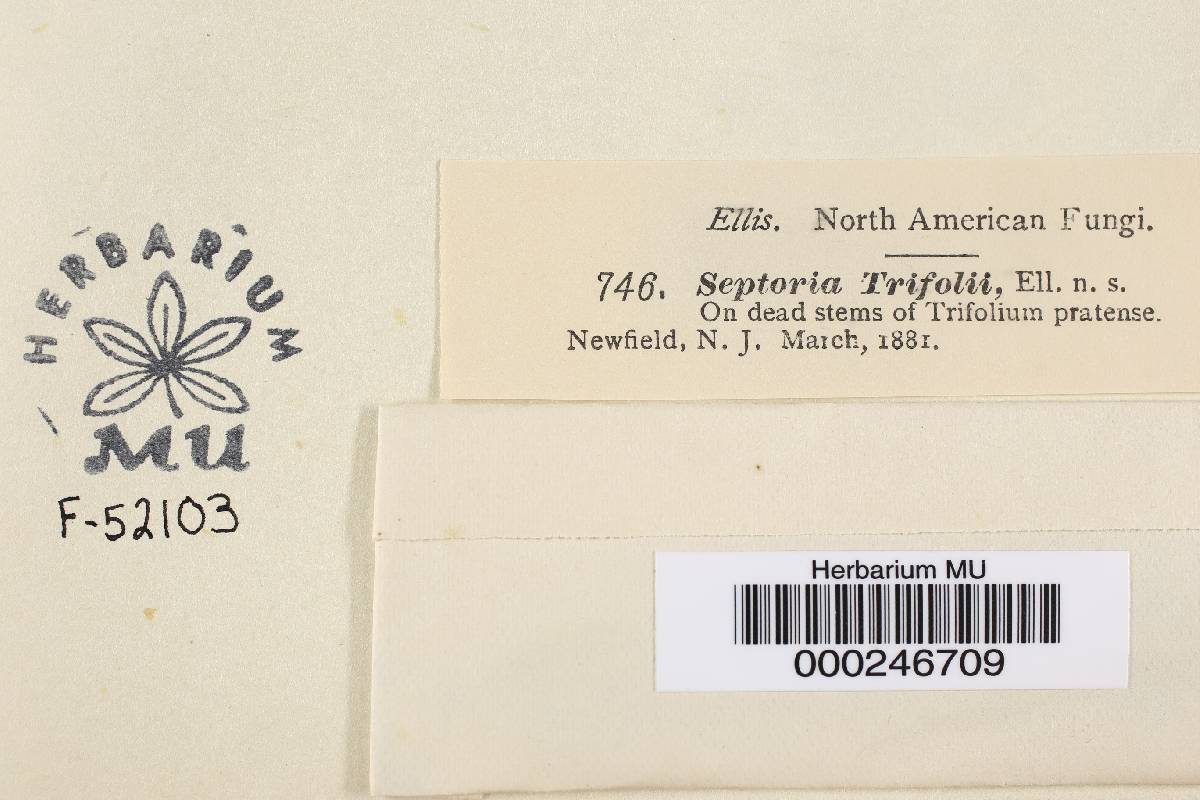 Ellis. North American Fungi.
746. Septoria Trifolii, Ell. n. s.
On dead stems of Trifolium pratense.
Newfield, N. J. March, 1881.
HERBARIUM
MU
F-52103
Herbarium MU
000246709